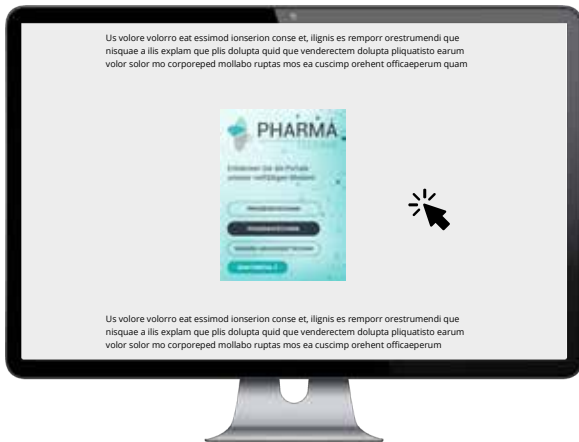 Us volore volorro eat essimod ionserion conse et, ilignis es remporr orestrumendi que
nisquae a ilis explam que plis dolupta quid que venderectem dolupta pliquatisto earum
volor solor mo corporeped mollabo ruptas mos ea cuscimp orehent officaeperum quam
PHARMA
Us volore volorro eat essimod ionserion conse et, ilignis es remporr orestrumendi que
nisquae a ilis explam que plis dolupta quid que venderectem dolupta pliquatisto earum
volor solor mo corporeped mollabo ruptas mos ea cuscimp orehent officaeperum